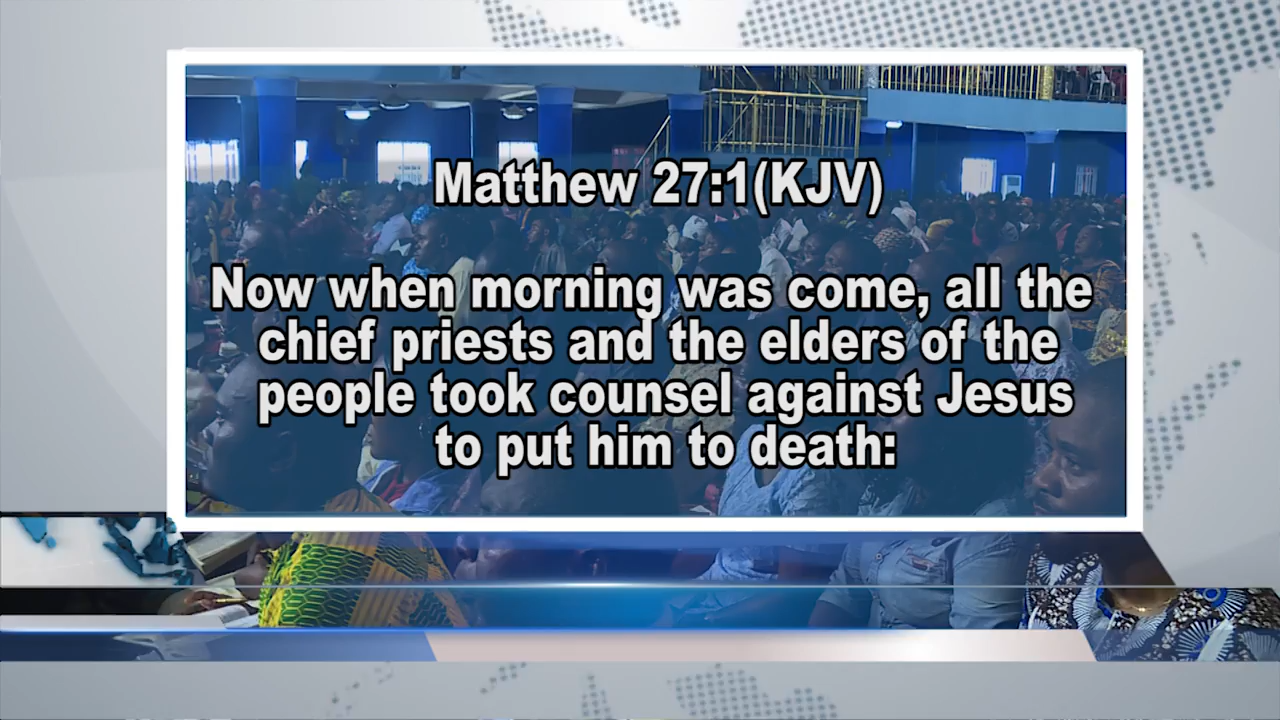 Matthew 27:1(KJV)
Now when morning was come, all the
chief priests and the elders of the
people took counsel against Jesus
to put him to death: